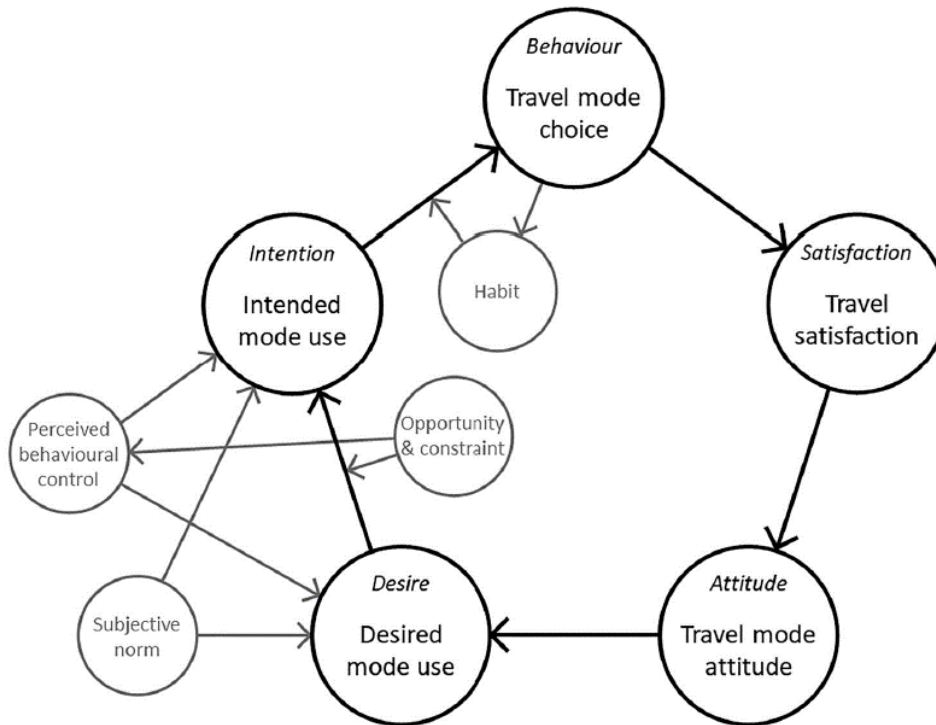 Behaviour
Travel mode
choice
Intention
Intended
mode use
Habit
Satisfaction
Travel
satisfaction
Perceived
behavioural
control
Opportunity
& constraint
Subjective
norm
Desire
Desired
mode use
Attitude
Travel mode
attitude